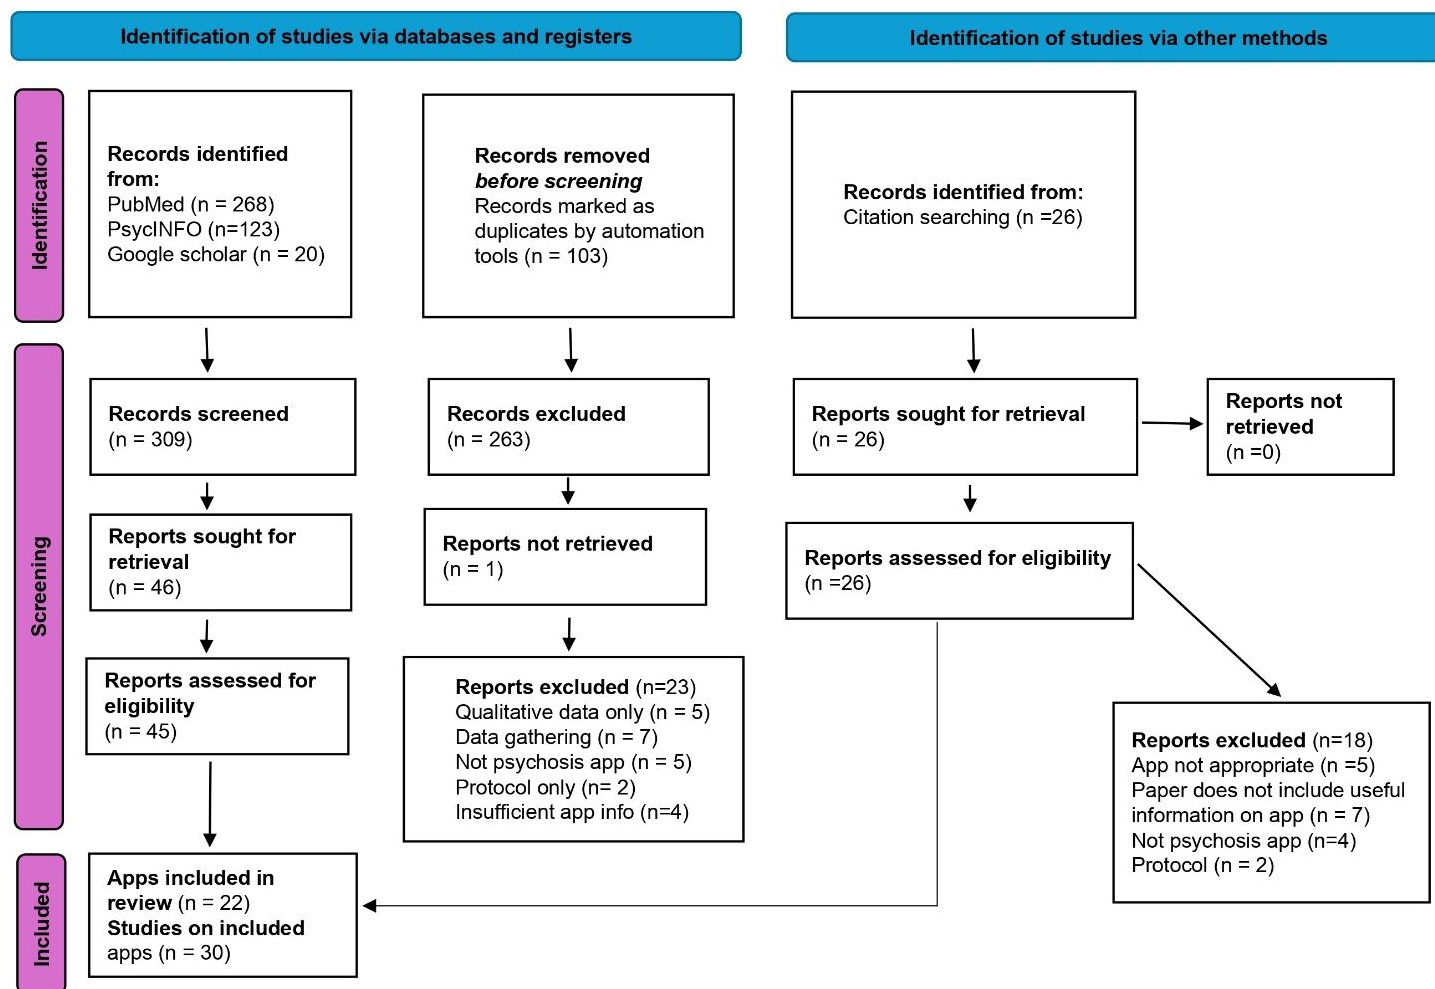 Identification of studies via databases and registers
Identification of studies via other methods
Identification
Records identified
from:
PubMed (n = 268)
PsycINFO (n=123)
Google scholar (n = 20)
Records removed
before screening
Records marked as
duplicates by automation
tools (n = 103)
Records identified from:
Citation searching (n =26)
Screening
Records screened
(n = 309)
Records excluded
(n = 263)
Reports sought for retrieval
(n = 26)
Reports not
retrieved
(n =0)
Reports sought for
retrieval
(n = 46)
Reports not retrieved
(n = 1)
Reports assessed for eligibility
(n =26)
Reports assessed for
eligibility
(n = 45)
Reports excluded (n=23)
Qualitative data only (n = 5)
Data gathering (n = 7)
Not psychosis app (n = 5)
Protocol only (n= 2)
Insufficient app info (n=4)
Reports excluded (n=18)
App not appropriate (n =5)
Paper does not include useful
information on app (n = 7)
Not psychosis app (n=4)
Protocol (n = 2)
Included
Apps included in
review (n = 22)
Studies on included
apps (n = 30)